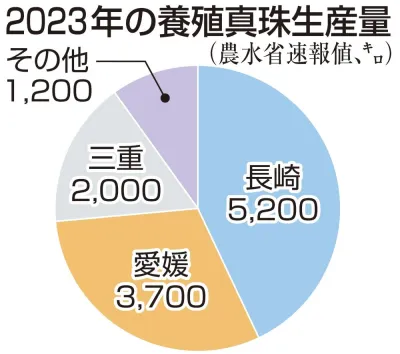 2023年の養殖真珠生産量
(農水省速報値、㌔)
その他
1,200
三重
2,000
長崎
5,200
愛媛
3,700